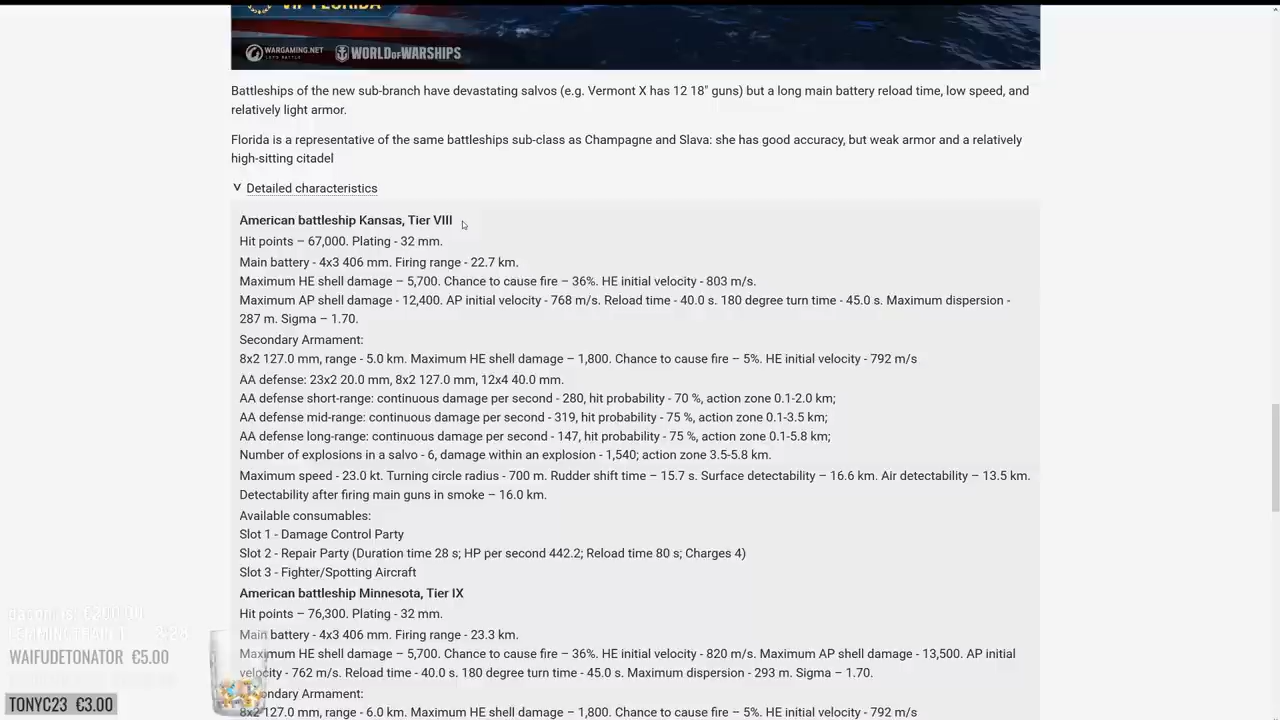 VIP FLORIDA
WARGAMING.NET
LET'S BATTLE
WORLD OF WARSHIPS
Battleships of the new sub-branch have devastating salvos (e.g. Vermont X has 12 18" guns) but a long main battery reload time, low speed, and
relatively light armor.
Florida is a representative of the same battleships sub-class as Champagne and Slava: she has good accuracy, but weak armor and a relatively
high-sitting citadel
Detailed characteristics
American battleship Kansas, Tier VIII
Hit points – 67,000. Plating - 32 mm.
Main battery - 4x3 406 mm. Firing range - 22.7 km.
Maximum HE shell damage – 5,700. Chance to cause fire – 36%. HE initial velocity - 803 m/s.
Maximum AP shell damage - 12,400. AP initial velocity - 768 m/s. Reload time - 40.0 s. 180 degree turn time - 45.0 s. Maximum dispersion -
287 m. Sigma – 1.70.
Secondary Armament:
8x2 127.0 mm, range - 5.0 km. Maximum HE shell damage – 1,800. Chance to cause fire – 5%. HE initial velocity - 792 m/s
AA defense: 23x2 20.0 mm, 8x2 127.0 mm, 12x4 40.0 mm.
AA defense short-range: continuous damage per second - 280, hit probability - 70 %, action zone 0.1-2.0 km;
AA defense mid-range: continuous damage per second - 319, hit probability - 75 %, action zone 0.1-3.5 km;
AA defense long-range: continuous damage per second - 147, hit probability - 75 %, action zone 0.1-5.8 km;
Number of explosions in a salvo - 6, damage within an explosion - 1,540; action zone 3.5-5.8 km.
Maximum speed - 23.0 kt. Turning circle radius - 700 m. Rudder shift time – 15.7 s. Surface detectability – 16.6 km. Air detectability – 13.5 km.
Detectability after firing main guns in smoke – 16.0 km.
Available consumables:
Slot 1 - Damage Control Party
Slot 2 - Repair Party (Duration time 28 s; HP per second 442.2; Reload time 80 s; Charges 4)
Slot 3 - Fighter/Spotting Aircraft
American battleship Minnesota, Tier IX
Hit points – 76,300. Plating - 32 mm.
Main battery - 4x3 406 mm. Firing range - 23.3 km.
Maximum HE shell damage – 5,700. Chance to cause fire – 36%. HE initial velocity - 820 m/s. Maximum AP shell damage - 13,500. AP initial
velocity - 762 m/s. Reload time - 40.0 s. 180 degree turn time - 45.0 s. Maximum dispersion - 293 m. Sigma – 1.70.
Secondary Armament:
8x2 127.0 mm, range - 6.0 km. Maximum HE shell damage – 1,800. Chance to cause fire – 5%. HE initial velocity - 792 m/s
WAIFUDETONATOR €5.00
TONYC23 €3.00